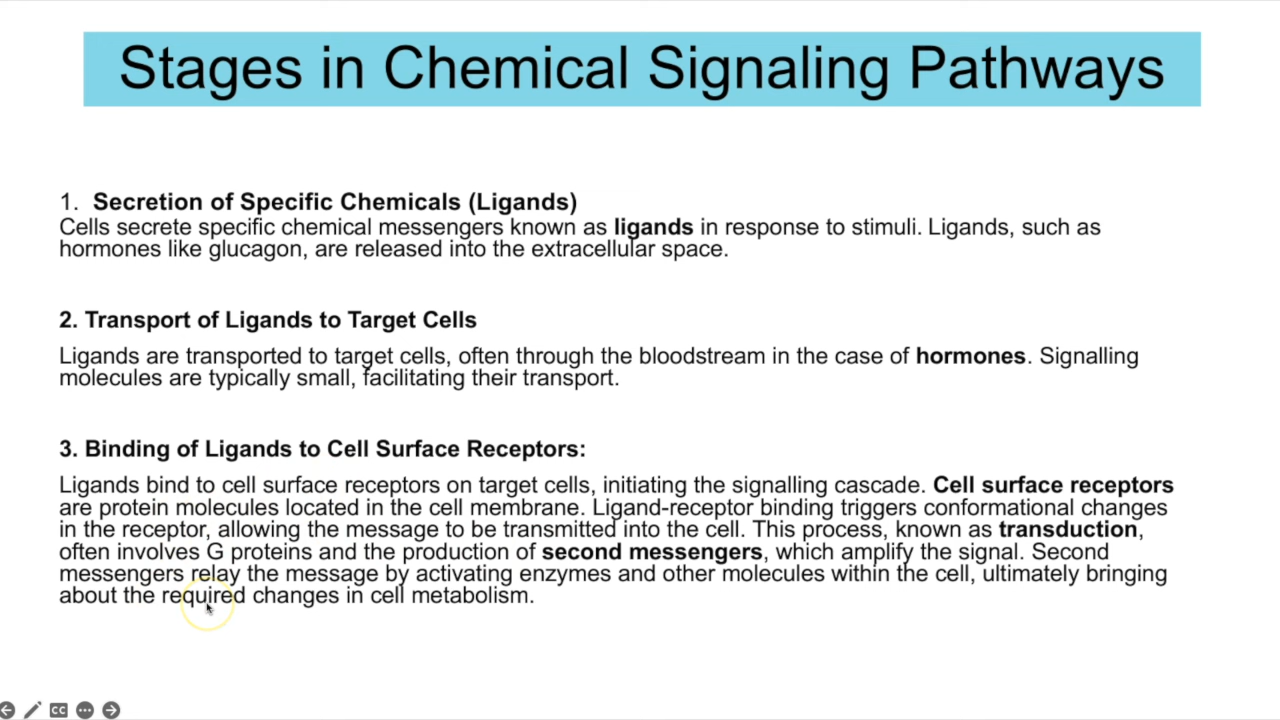 Stages in Chemical Signaling Pathways
1. Secretion of Specific Chemicals (Ligands)
Cells secrete specific chemical messengers known as ligands in response to stimuli. Ligands, such as
hormones like glucagon, are released into the extracellular space.
2. Transport of Ligands to Target Cells
Ligands are transported to target cells, often through the bloodstream in the case of hormones. Signalling
molecules are typically small, facilitating their transport.
3. Binding of Ligands to Cell Surface Receptors:
Ligands bind to cell surface receptors on target cells, initiating the signalling cascade. Cell surface receptors
are protein molecules located in the cell membrane. Ligand-receptor binding triggers conformational changes
in the receptor, allowing the message to be transmitted into the cell. This process, known as transduction,
often involves G proteins and the production of second messengers, which amplify the signal. Second
messengers relay the message by activating enzymes and other molecules within the cell, ultimately bringing
about the required changes in cell metabolism.
CC